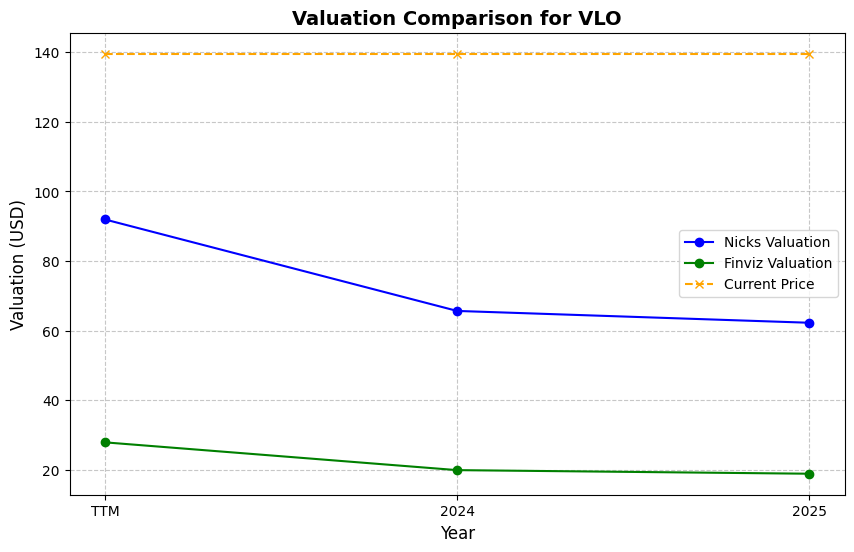 Valuation Comparison for VLO
Valuation (USD)
140
120
100
80
60
40
20
Nicks Valuation
Finviz Valuation
Current Price
TTM
2024
2025
Year